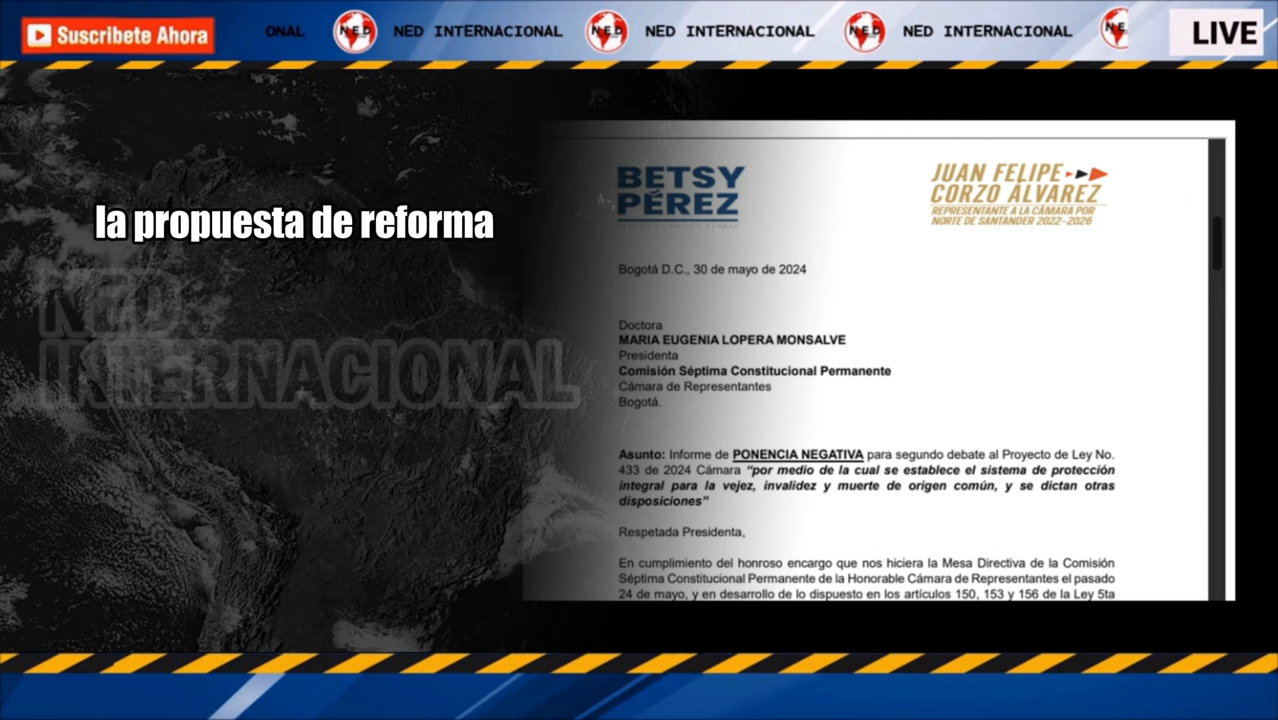 Suscribete Ahora
ONAL
NED
NED INTERNACIONAL
NED
NED INTERNACIONAL
NED
NED INTERNACIONAL
LIVE
la propuesta de reforma
NED
INTERNACIONAL
BETSY
PÉREZ
JUAN FELIPE
CORZO ÁLVAREZ
REPRESENTANTE A LA CÁMARA POR
NORTE DE SANTANDER 2022-2026
Bogotá D.C., 30 de mayo de 2024
Doctora
MARIA EUGENIA LOPERA MONSALVE
Presidenta
Comisión Séptima Constitucional Permanente
Cámara de Representantes
Bogotá.
Asunto: Informe de PONENCIA NEGATIVA para segundo debate al Proyecto de Ley No.
433 de 2024 Cámara “por medio de la cual se establece el sistema de protección
integral para la vejez, invalidez y muerte de origen común, y se dictan otras
disposiciones”
Respetada Presidenta,
En cumplimiento del honroso encargo que nos hiciera la Mesa Directiva de la Comisión
Séptima Constitucional Permanente de la Honorable Cámara de Representantes el pasado
24 de mayo, y en desarrollo de lo dispuesto en los artículos 150, 153 y 156 de la Ley 5ta